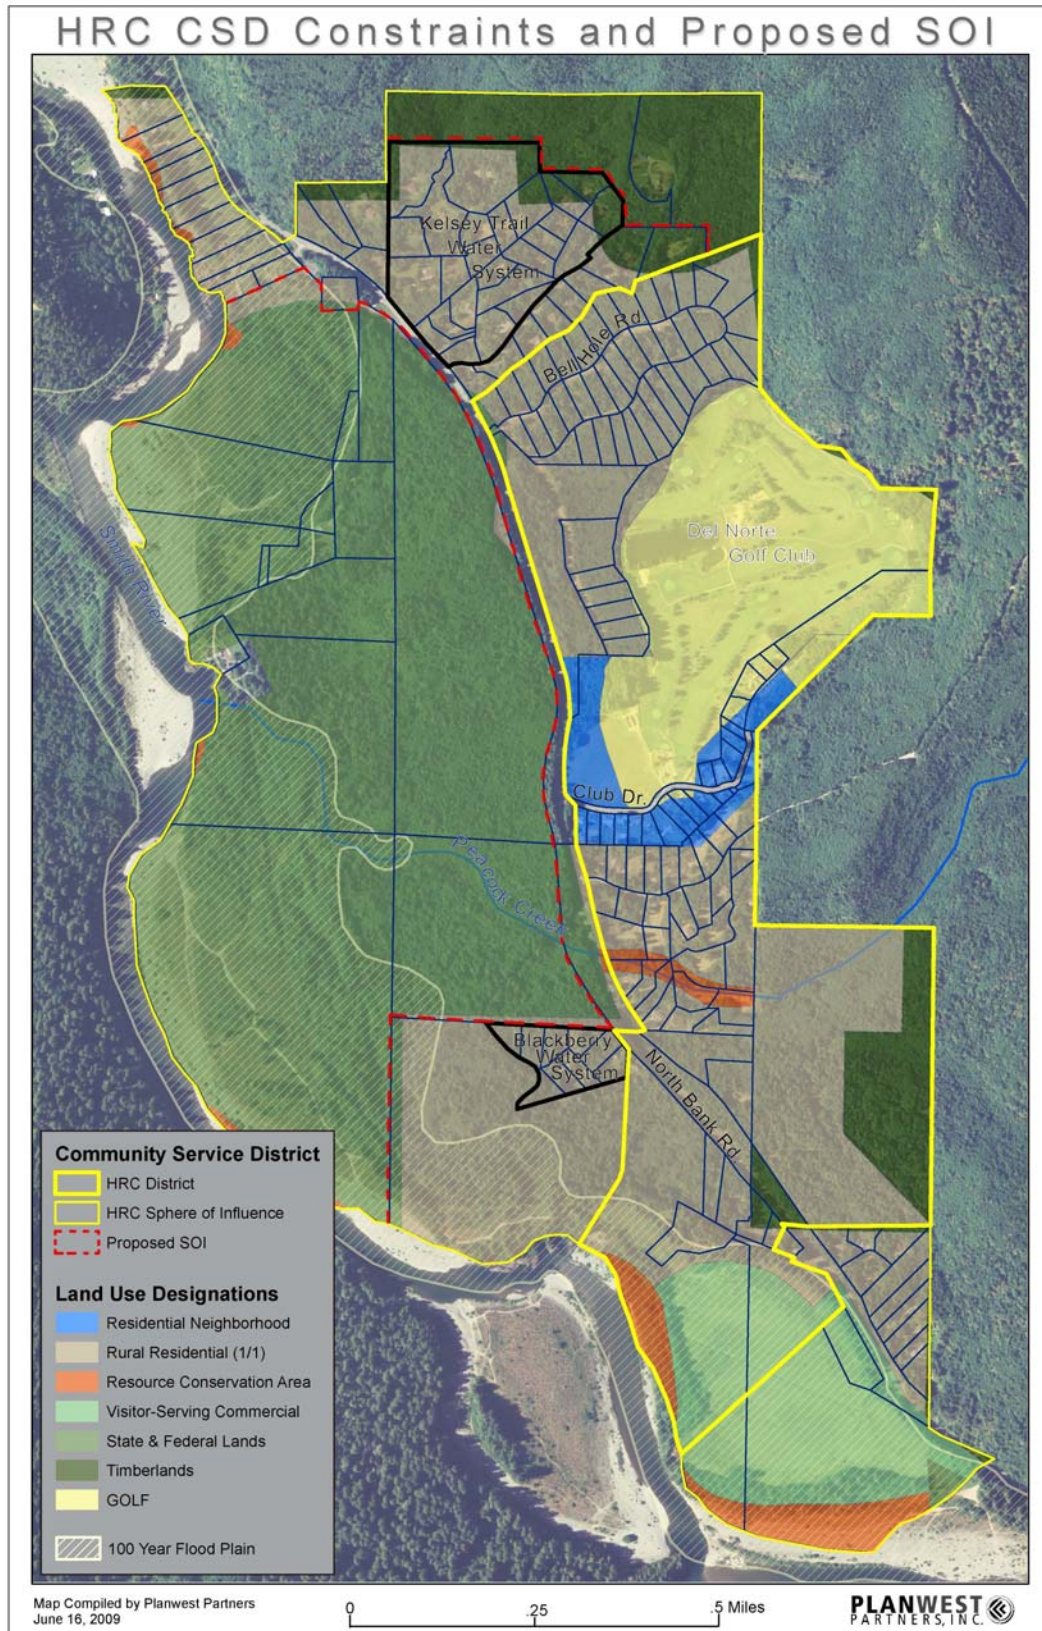 HRC CSD Constraints and Proposed SOI
Kelsey Trail
Water
System
Bell Hole Rd
Del Norte
Golf Club
Smith River
Club Dr.
Peacock Creek
Blackberry
Water
System
North Bank Rd.
Community Service District
HRC District
HRC Sphere of Influence
Proposed SOI
Land Use Designations
Residential Neighborhood
Rural Residential (1/1)
Resource Conservation Area
Visitor-Serving Commercial
State & Federal Lands
Timberlands
GOLF
100 Year Flood Plain
Map Compiled by Planwest Partners
June 16, 2009
0 .25 .5 Miles
PLANWEST
PARTNERS, INC.